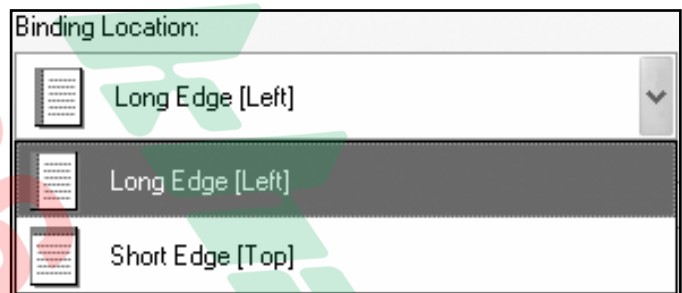 Binding Location:
Long Edge [Left]
Long Edge [Left]
Short Edge [Top]